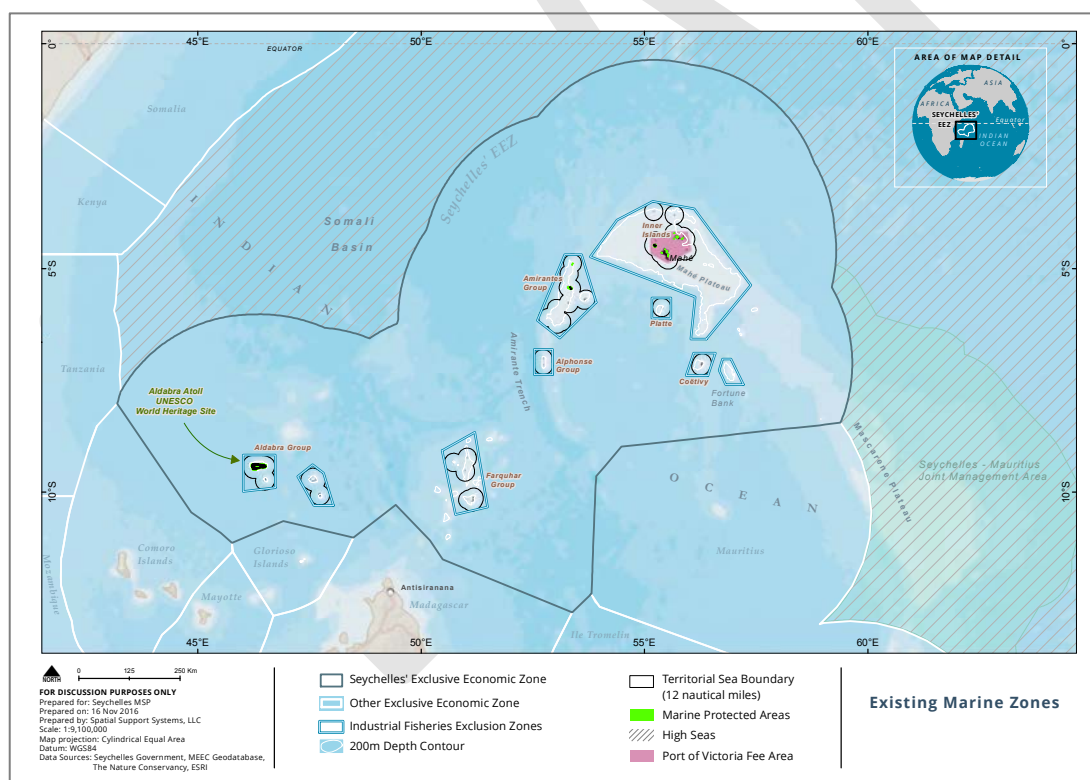 45°E
50°E
55°E
60°E
EQUATOR
0°
0°
AREA OF MAP DETAIL
ASIA
AFRICA
SEYCHELLES'
EEZ
Equator
INDIAN
OCEAN
Somalia
Kenya
Seychelles' EEZ
INDIAN
Somali
Basin
Inner
Islands
Mahé
Mahé Plateau
5°S
5°S
Amirantes
Group
Platte
Tanzania
Amirante Trench
Alphonse
Group
Coëtivy
Fortune
Bank
Aldabra Atoll
UNESCO
World Heritage Site
Aldabra Group
Farquhar
Group
Mascarene Plateau
Seychelles - Mauritius
Joint Management Area
10°S
10°S
OCEAN
Mozambique
Comoro
Islands
Glorioso
Islands
Mauritius
Mayotte
Antisiranana
Madagascar
Ile Tromelin
45°E
50°E
55°E
60°E
NORTH
0 125 250 Km
FOR DISCUSSION PURPOSES ONLY
Prepared for: Seychelles MSP
Prepared on: 16 Nov 2016
Prepared by: Spatial Support Systems, LLC
Scale: 1:9,100,000
Map projection: Cylindrical Equal Area
Datum: WGS84
Data Sources: Seychelles Government, MEEC Geodatabase,
The Nature Conservancy, ESRI
Seychelles' Exclusive Economic Zone
Other Exclusive Economic Zone
Industrial Fisheries Exclusion Zones
200m Depth Contour
Territorial Sea Boundary
(12 nautical miles)
Marine Protected Areas
High Seas
Port of Victoria Fee Area
Existing Marine Zones